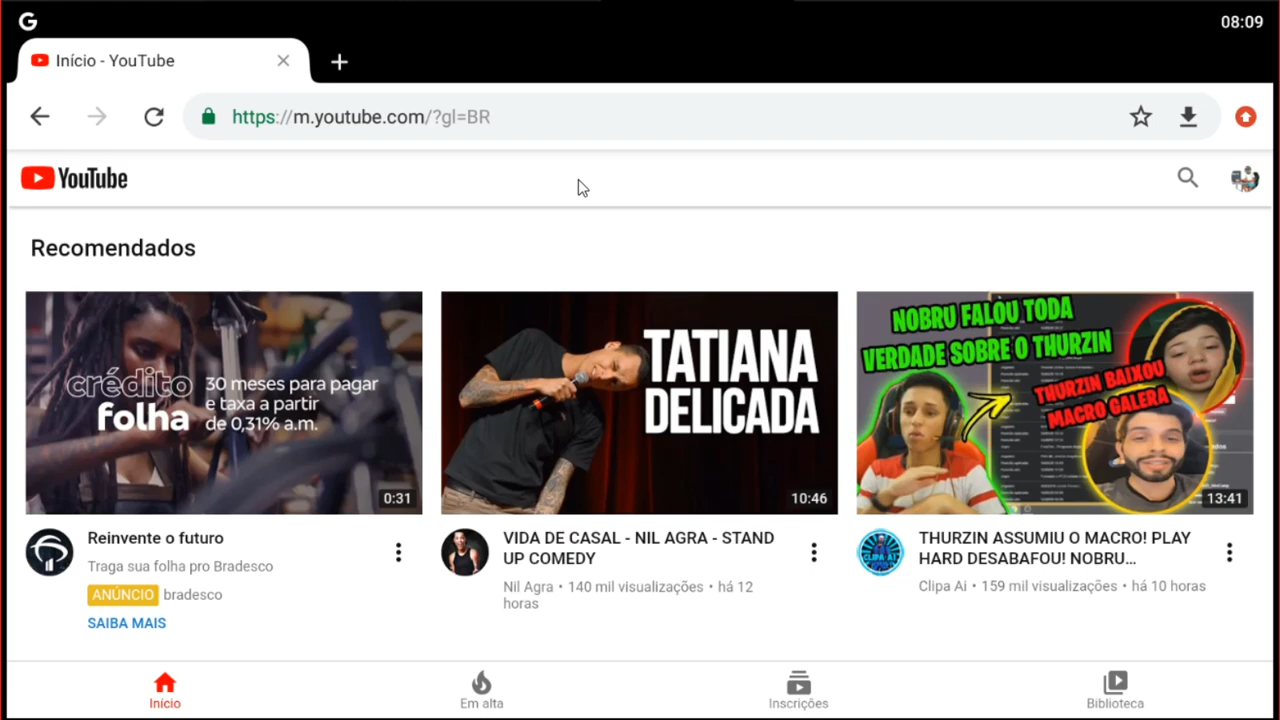 G
08:09
Início - YouTube
https://m.youtube.com/?gl=BR
YouTube
Recomendados
crédito
folha
30 meses para pagar
e taxa a partir
de 0,31% a.m.
0:31
TATIANA
DELICADA
10:46
NOBRU FALOU TODA
VERDADE SOBRE O THURZIN
THURZIN BAIXOU
MACRO GALERA
13:41
Reinvente o futuro
Traga sua folha pro Bradesco
ANÚNCIO bradesco
SAIBA MAIS
VIDA DE CASAL - NIL AGRA - STAND
UP COMEDY
Nil Agra • 140 mil visualizações • há 12
horas
CLIPA AI
THURZIN ASSUMIU O MACRO! PLAY
HARD DESABAFOU! NOBRU...
Clipa Ai • 159 mil visualizações • há 10 horas
Início
Em alta
Inscrições
Biblioteca